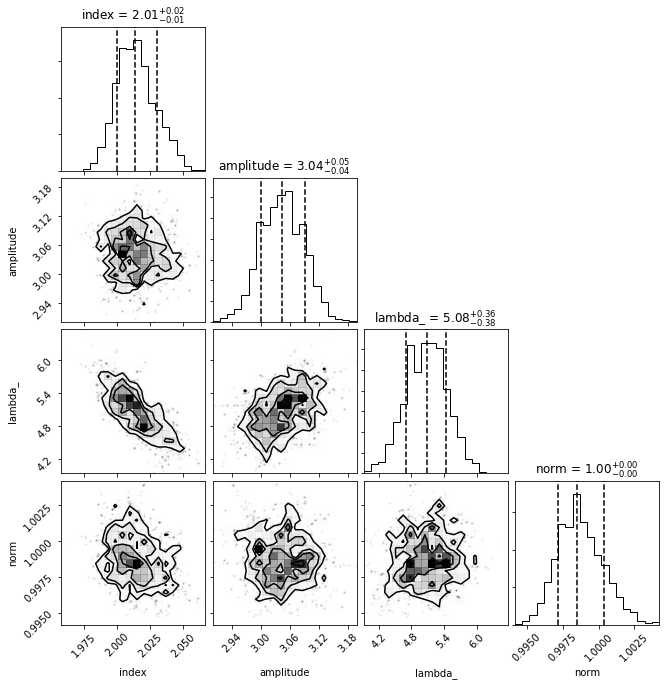 index = 2.01+0.02 −0.01
amplitude = 3.04+0.05 −0.04
3.18
3.12
3.06
3.00
2.94
amplitude
lambda_ = 5.08+0.36 −0.38
6.0
5.4
4.8
4.2
lambda_
norm = 1.00+0.00 −0.00
1.0025
1.0000
0.9975
0.9950
norm
1.975 2.000 2.025 2.050 2.94 3.00 3.06 3.12 3.18 4.2 4.8 5.4 6.0 0.9950 0.9975 1.0000 1.0025
index amplitude lambda_ norm